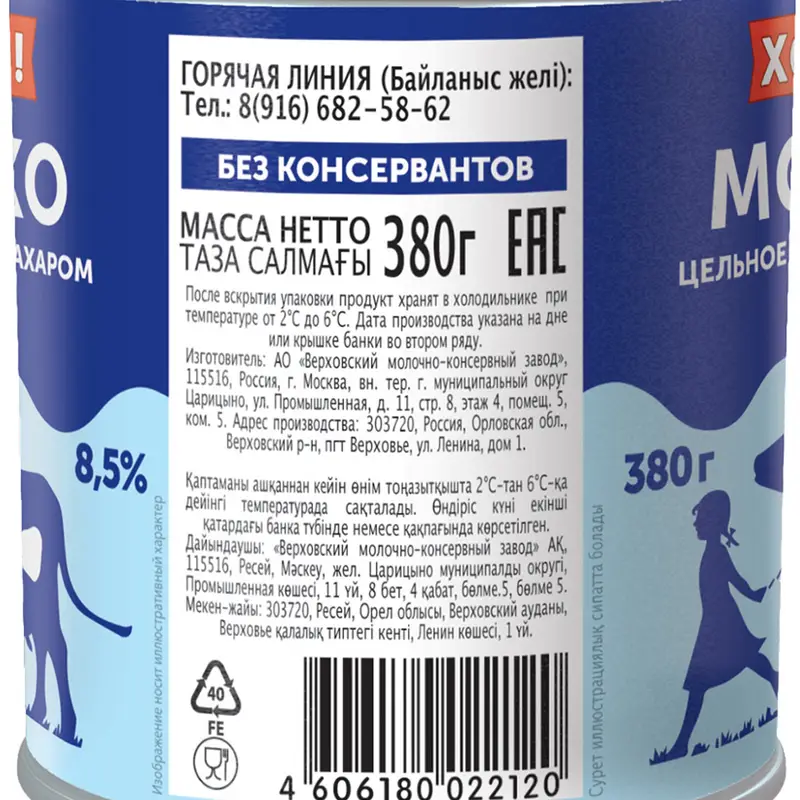 !
КО
АХАРОМ
8,5%
Изображение носит иллюстративный характер
ГОРЯЧАЯ ЛИНИЯ (Байланыс желі):
Тел.: 8(916) 682-58-62
БЕЗ КОНСЕРВАНТОВ
МАССА НЕТТО
ТАЗА САЛМАҒЫ
380г
EAC
После вскрытия упаковки продукт хранят в холодильнике при
температуре от 2°С до 6°С. Дата производства указана на дне
или крышке банки во втором ряду.
Изготовитель: АО «Верховский молочно-консервный завод»,
115516, Россия, г. Москва, вн. тер. г. муниципальный округ
Царицыно, ул. Промышленная, д. 11, стр. 8, этаж 4, помещ. 5,
ком. 5. Адрес производства: 303720, Россия, Орловская обл.,
Верховский р-н, пгт Верховье, ул. Ленина, дом 1.
Қаптаманы ашқаннан кейін өнім тоңазытқышта 2°С-тан 6°С-қа
дейінгі температурада сақталады. Өндіріс күні екінші
қатардағы банка түбінде немесе қақпағында көрсетілген.
Дайындаушы: «Верховский молочно-консервный завод» АҚ,
115516, Ресей, Мәскеу, жел. Царицыно муниципалды округі,
Промышленная көшесі, 11 үй, 8 бет, 4 қабат, бөлме.5, бөлме 5.
Мекен-жайы: 303720, Ресей, Орел облысы, Верховский ауданы,
Верховье қалалық типтегі кенті, Ленин көшесі, 1 үй.
40
FE
4 606180 022120
ХО
МО
ЦЕЛЬНОЕ
380 г
Сурет иллюстрациялық сипатта болады